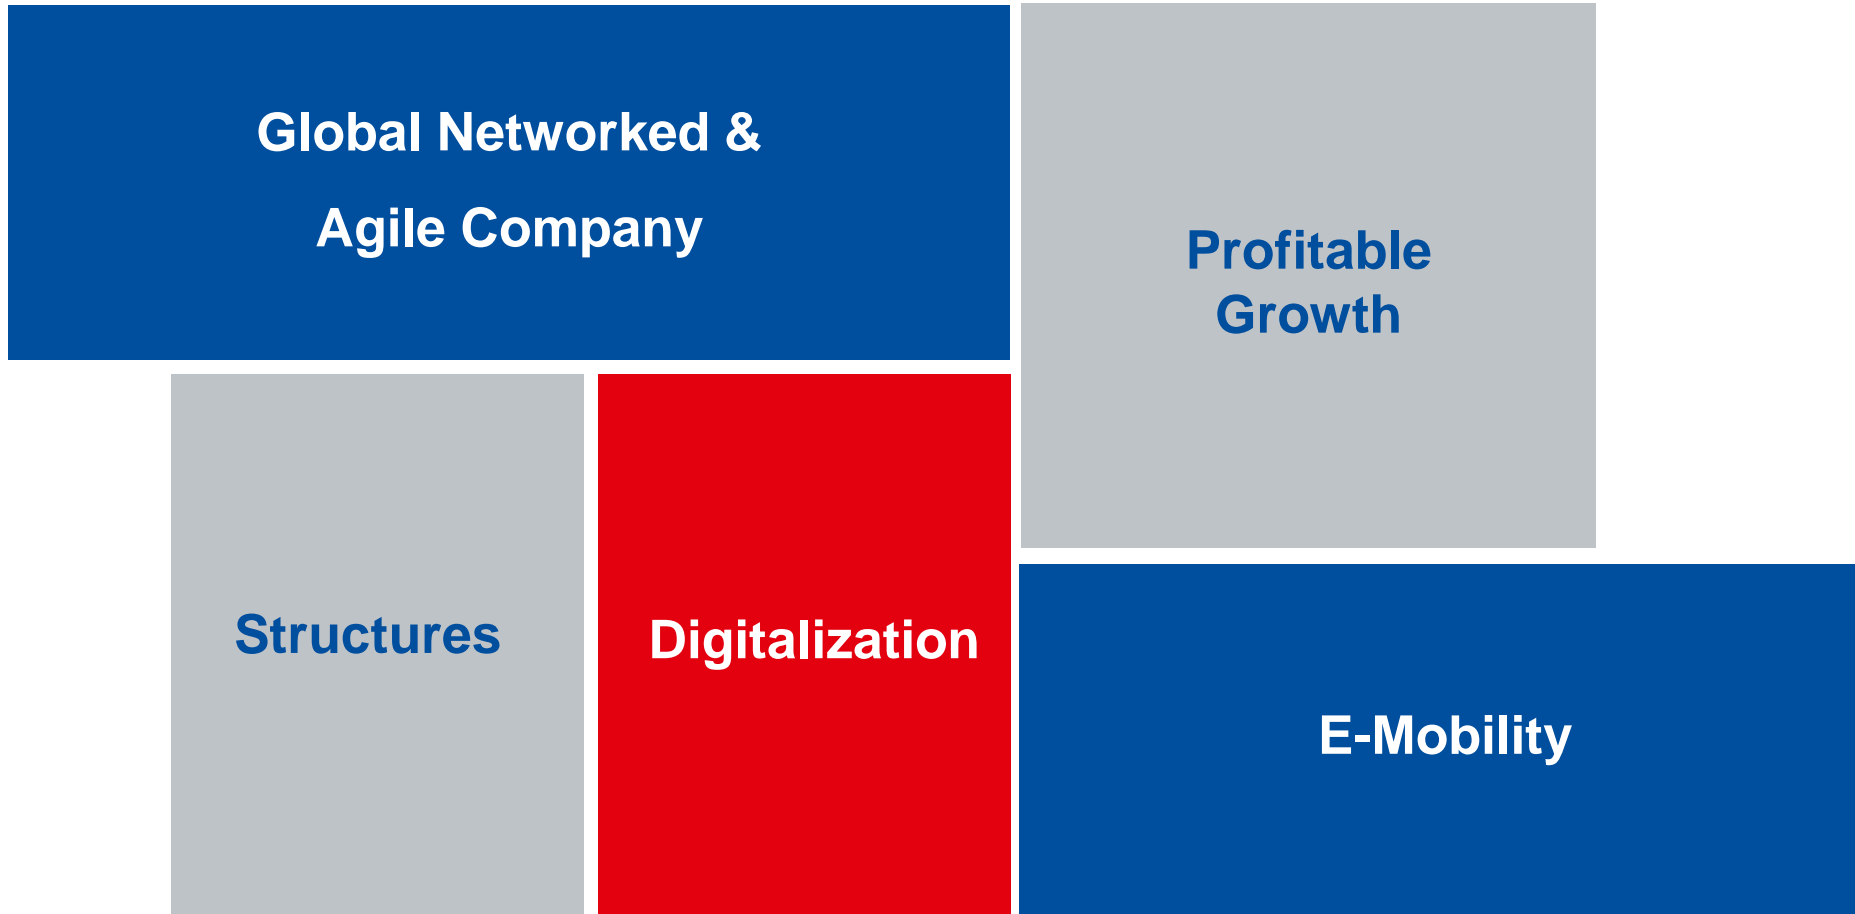 Global Networked &
Agile Company
Profitable
Growth
Structures
Digitalization
E-Mobility